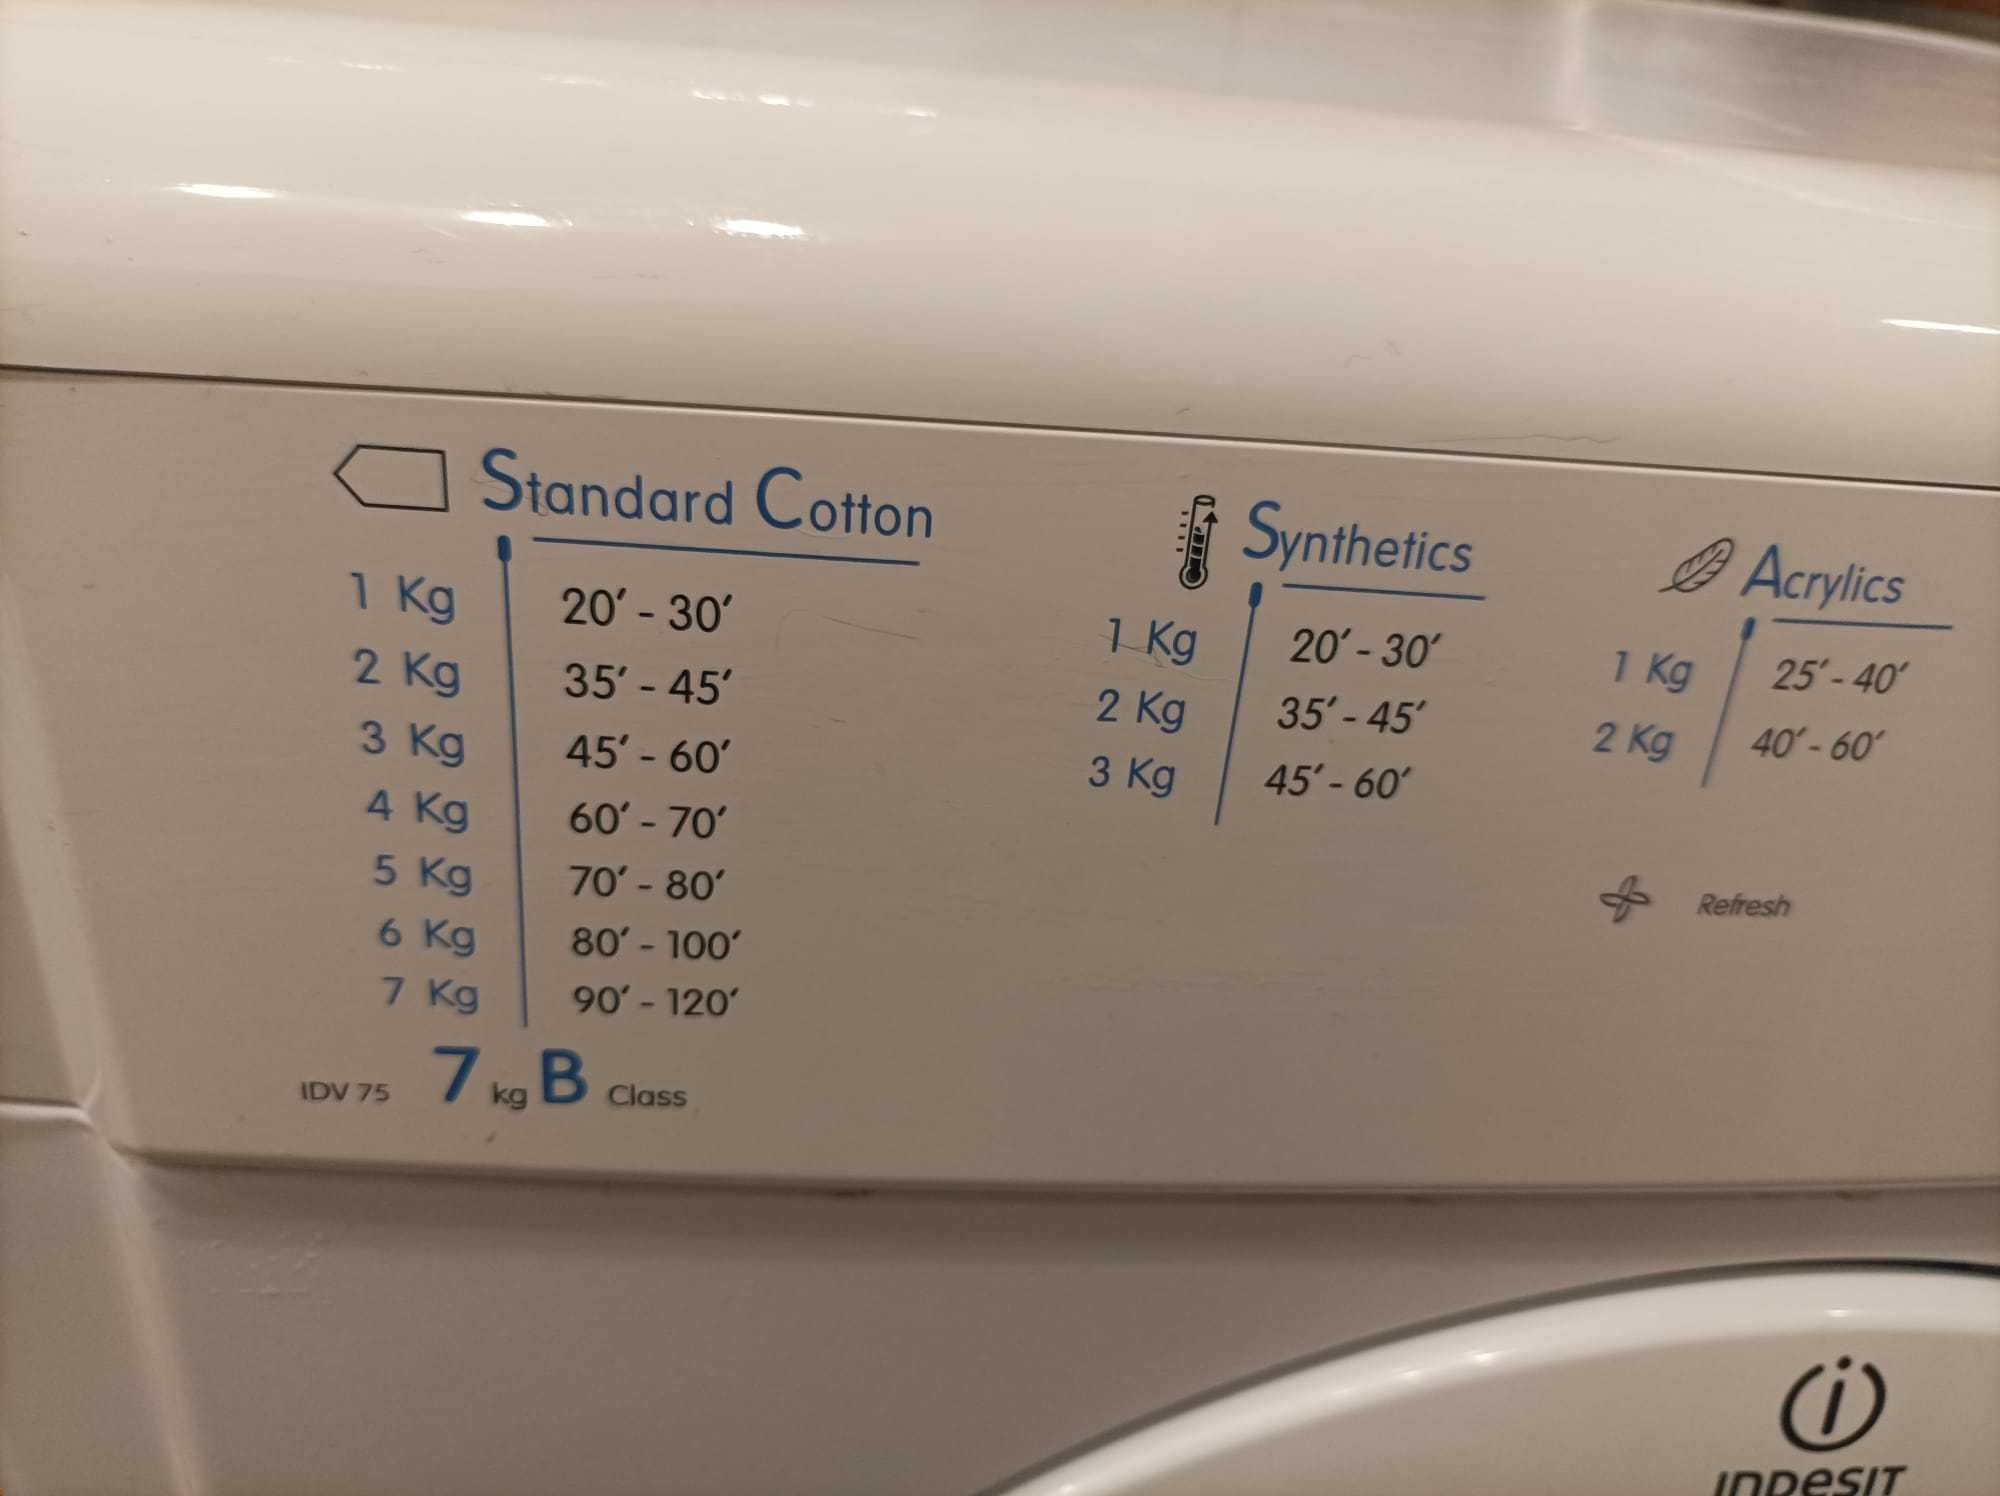 Standard Cotton
1 Kg 20′ - 30′
2 Kg 35′ - 45′
3 Kg 45′ - 60′
4 Kg 60′ - 70′
5 Kg 70′ - 80′
6 Kg 80′ - 100′
7 Kg 90′ - 120′
IDV 75 7 kg B Class
Synthetics
1 Kg 20′ - 30′
2 Kg 35′ - 45′
3 Kg 45′ - 60′
Acrylics
1 Kg 25′ - 40′
2 Kg 40′ - 60′
Refresh
INDESIT